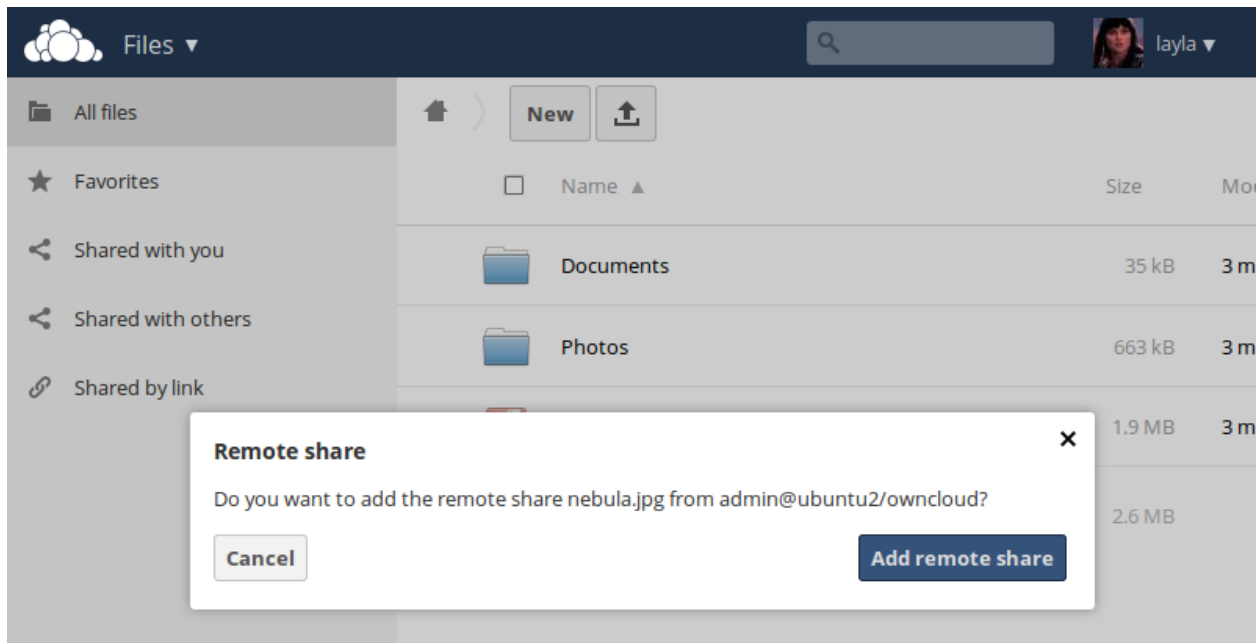 Files ▾ layla ▾
All files
New
Favorites
Name ▲ Size Mod
Shared with you
Documents 35 kB 3 m
Shared with others
Photos 663 kB 3 m
Shared by link
1.9 MB 3 m
Remote share
Do you want to add the remote share nebula.jpg from admin@ubuntu2/owncloud?
2.6 MB
Cancel Add remote share